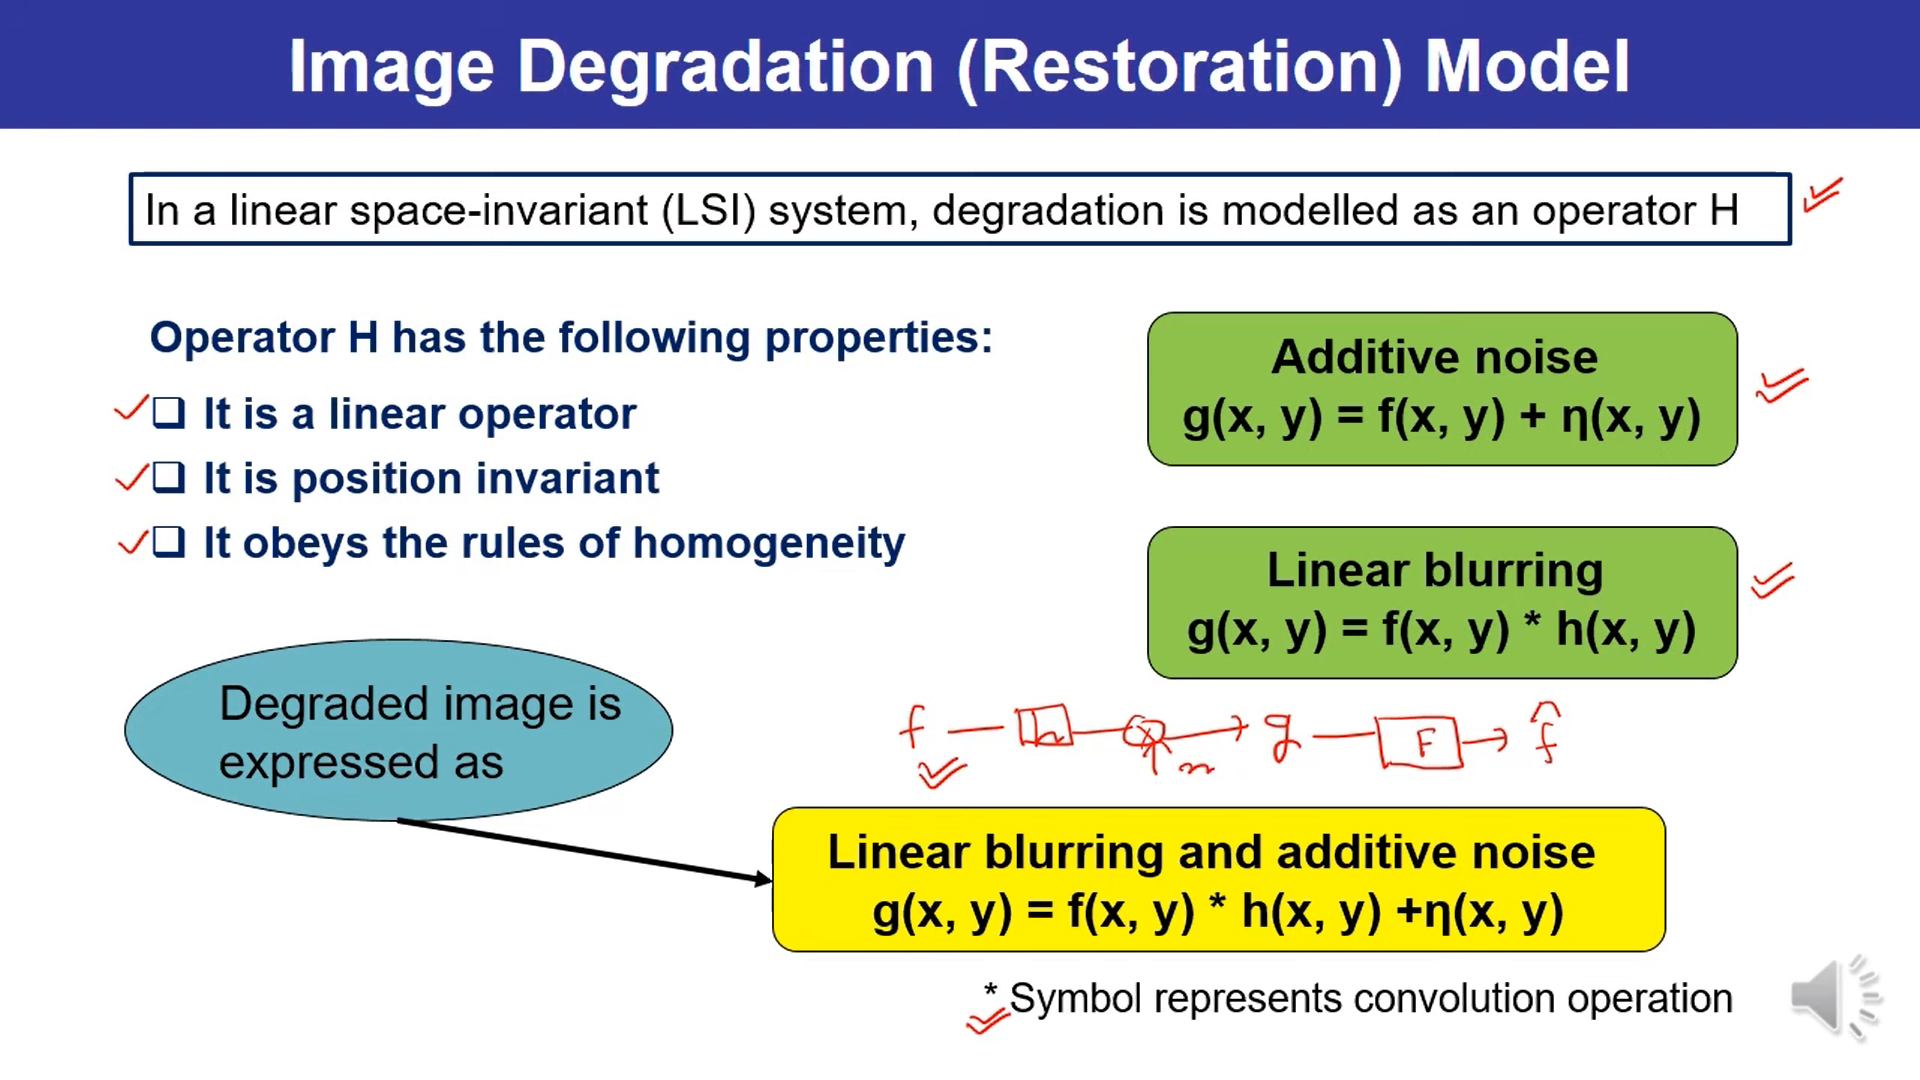 Image Degradation (Restoration) Model
In a linear space-invariant (LSI) system, degradation is modelled as an operator H
Operator H has the following properties:
❑ It is a linear operator
❑ It is position invariant
❑ It obeys the rules of homogeneity
Additive noise
g(x, y) = f(x, y) + η(x, y)
Linear blurring
g(x, y) = f(x, y) * h(x, y)
Degraded image is
expressed as
f h g F f̂
Linear blurring and additive noise
g(x, y) = f(x, y) * h(x, y) +η(x, y)
* Symbol represents convolution operation